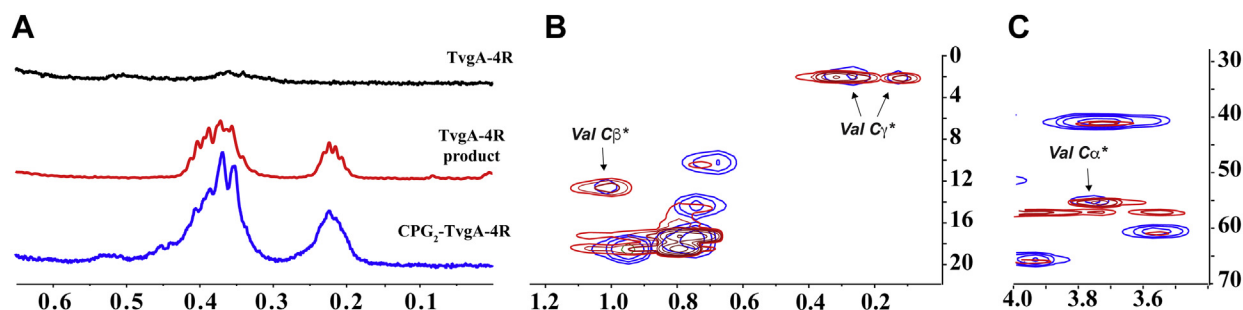 A
B
C
TvgA-4R
TvgA-4R
product
CPG2-TvgA-4R
0.6 0.5 0.4 0.3 0.2 0.1
Val Cβ*
Val Cγ*
0
4
8
12
16
20
1.2 1.0 0.8 0.6 0.4 0.2
Val Cα*
30
40
50
60
70
4.0 3.8 3.6